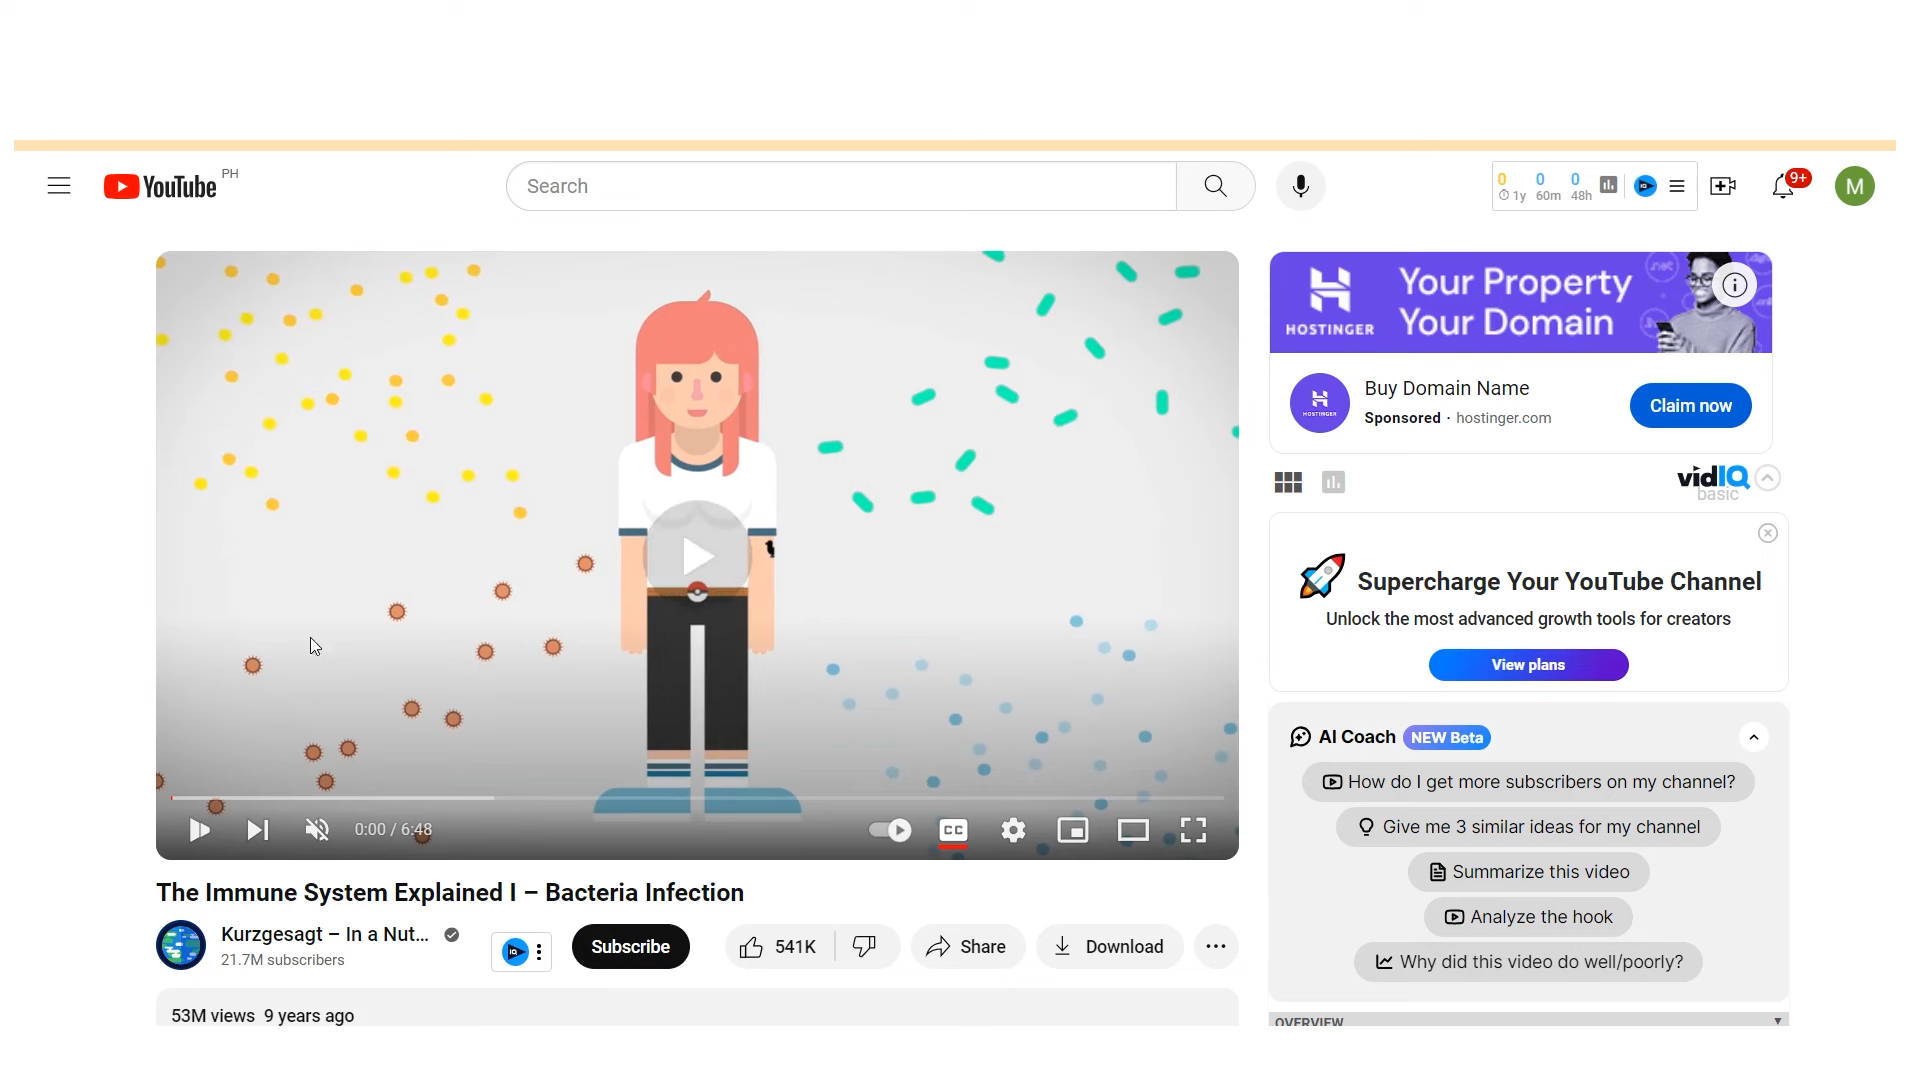 YouTube PH
Search
0 0 0
1y 60m 48h
9+
M
HOSTINGER
Your Property
Your Domain
HOSTINGER
Buy Domain Name
Sponsored · hostinger.com
Claim now
vidIQ
basic
Supercharge Your YouTube Channel
Unlock the most advanced growth tools for creators
View plans
AI Coach NEW Beta
How do I get more subscribers on my channel?
Give me 3 similar ideas for my channel
Summarize this video
Analyze the hook
Why did this video do well/poorly?
OVERVIEW
0:00 / 6:48
CC
The Immune System Explained I – Bacteria Infection
Kurzgesagt – In a Nut...
21.7M subscribers
Subscribe
541K
Share
Download
53M views 9 years ago